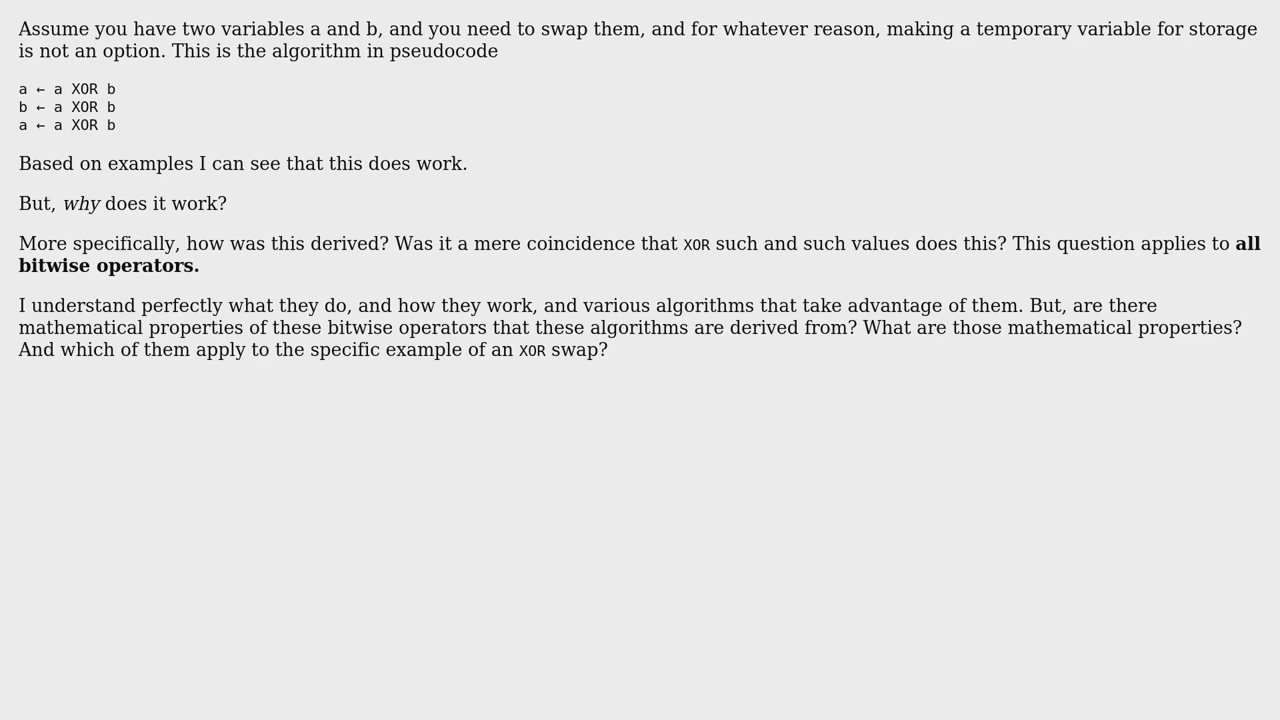 Assume you have two variables a and b, and you need to swap them, and for whatever reason, making a temporary variable for storage
is not an option. This is the algorithm in pseudocode
a ← a XOR b
b ← a XOR b
a ← a XOR b
Based on examples I can see that this does work.
But, why does it work?
More specifically, how was this derived? Was it a mere coincidence that XOR such and such values does this? This question applies to all
bitwise operators.
I understand perfectly what they do, and how they work, and various algorithms that take advantage of them. But, are there
mathematical properties of these bitwise operators that these algorithms are derived from? What are those mathematical properties?
And which of them apply to the specific example of an XOR swap?